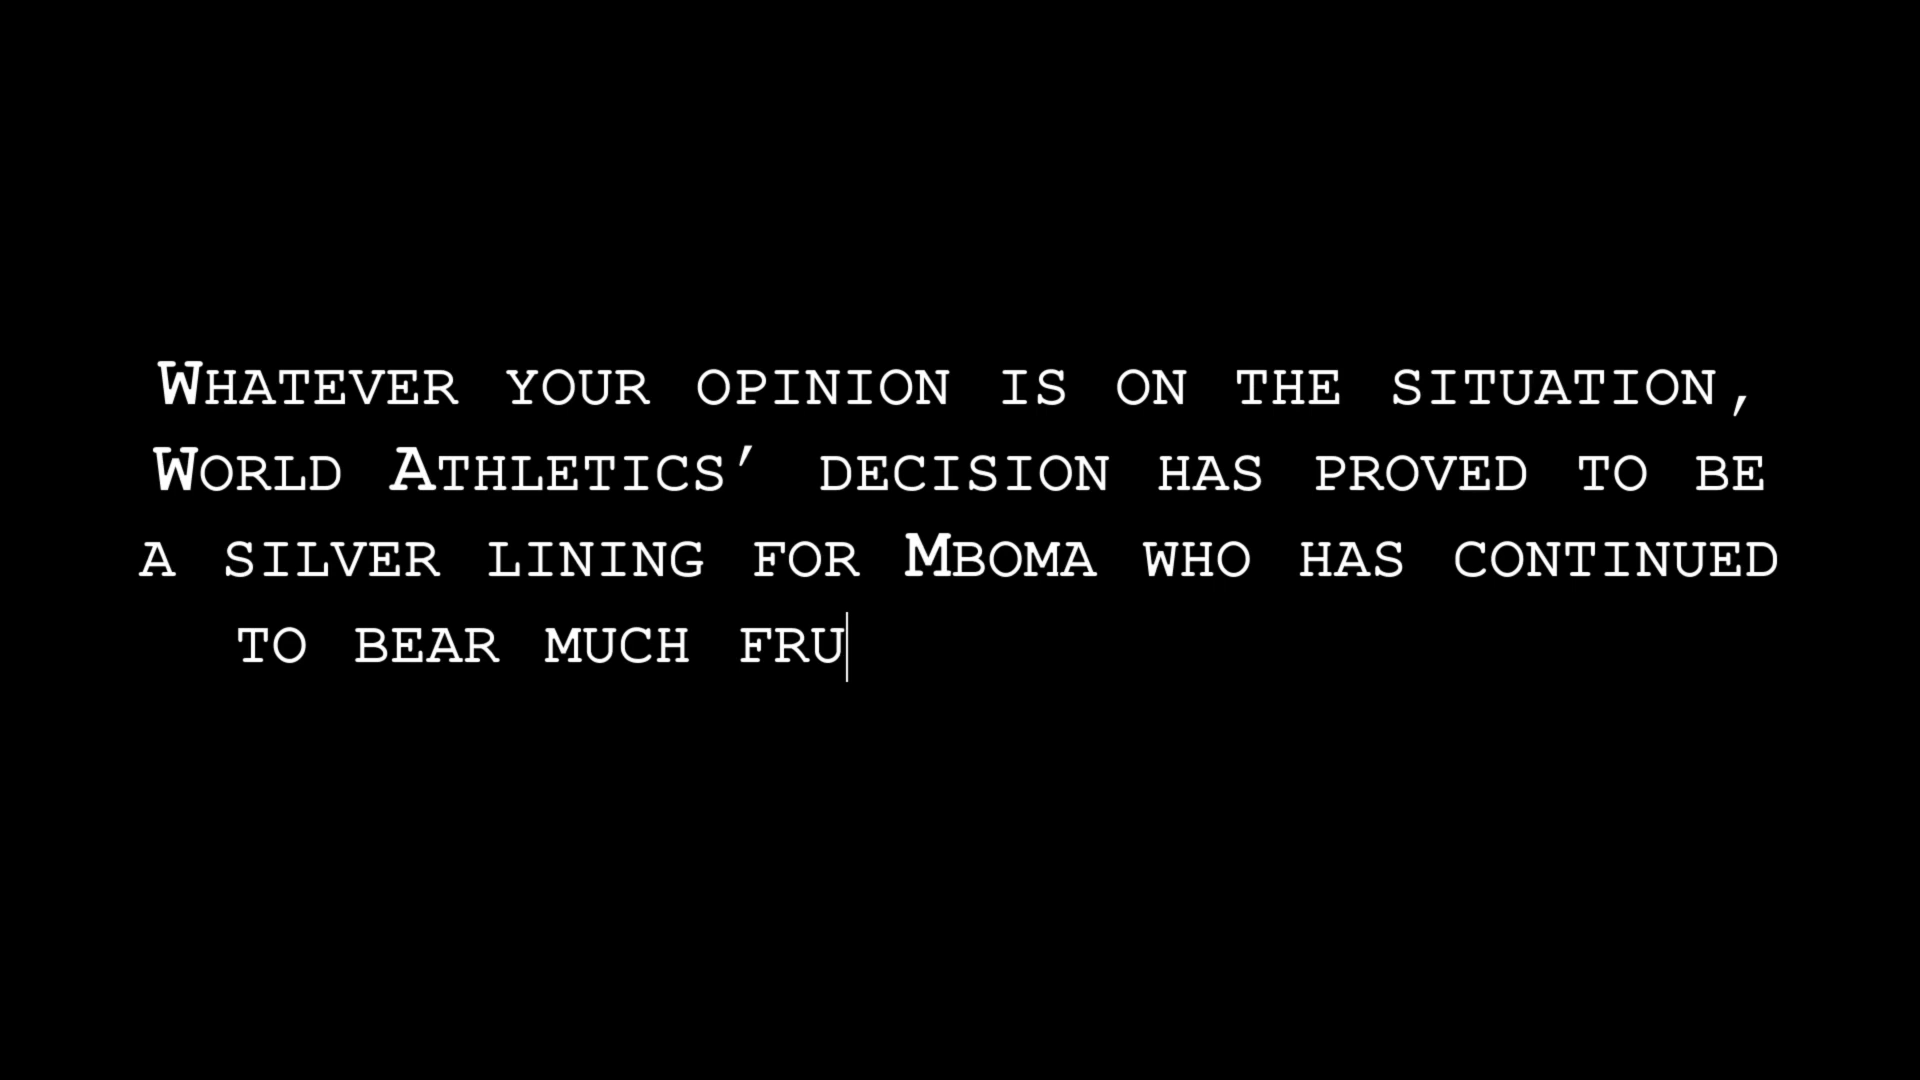 Whatever your opinion is on the situation,
World Athletics’ decision has proved to be
a silver lining for Mboma who has continued
to bear much fru